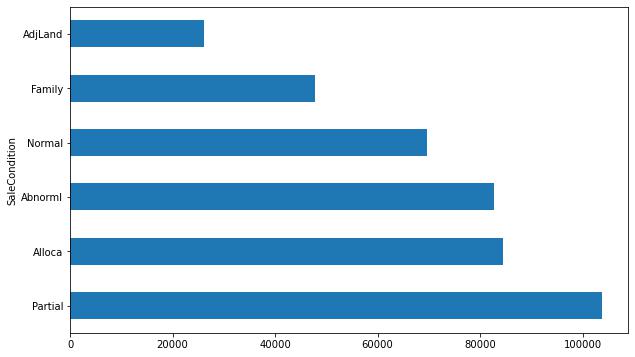 AdjLand
Family
Normal
Abnorml
Alloca
Partial
SaleCondition
0 20000 40000 60000 80000 100000